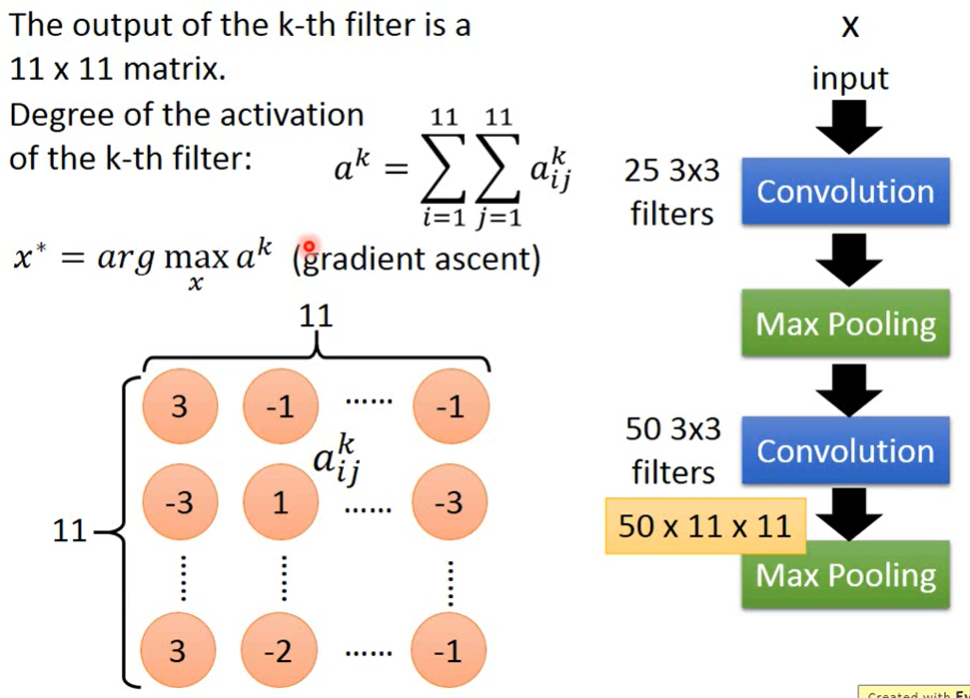 The output of the k-th filter is a
11 x 11 matrix.
Degree of the activation
of the k-th filter:
a^k = \sum_{i=1}^{11} \sum_{j=1}^{11} a_{ij}^k
x^* = arg max_x a^k (gradient ascent)
11
11
3 -1 …… -1
a_{ij}^k
-3 1 …… -3
…… …… ……
3 -2 …… -1
x
input
25 3x3
filters
Convolution
Max Pooling
50 3x3
filters
Convolution
50 x 11 x 11
Max Pooling
Created with